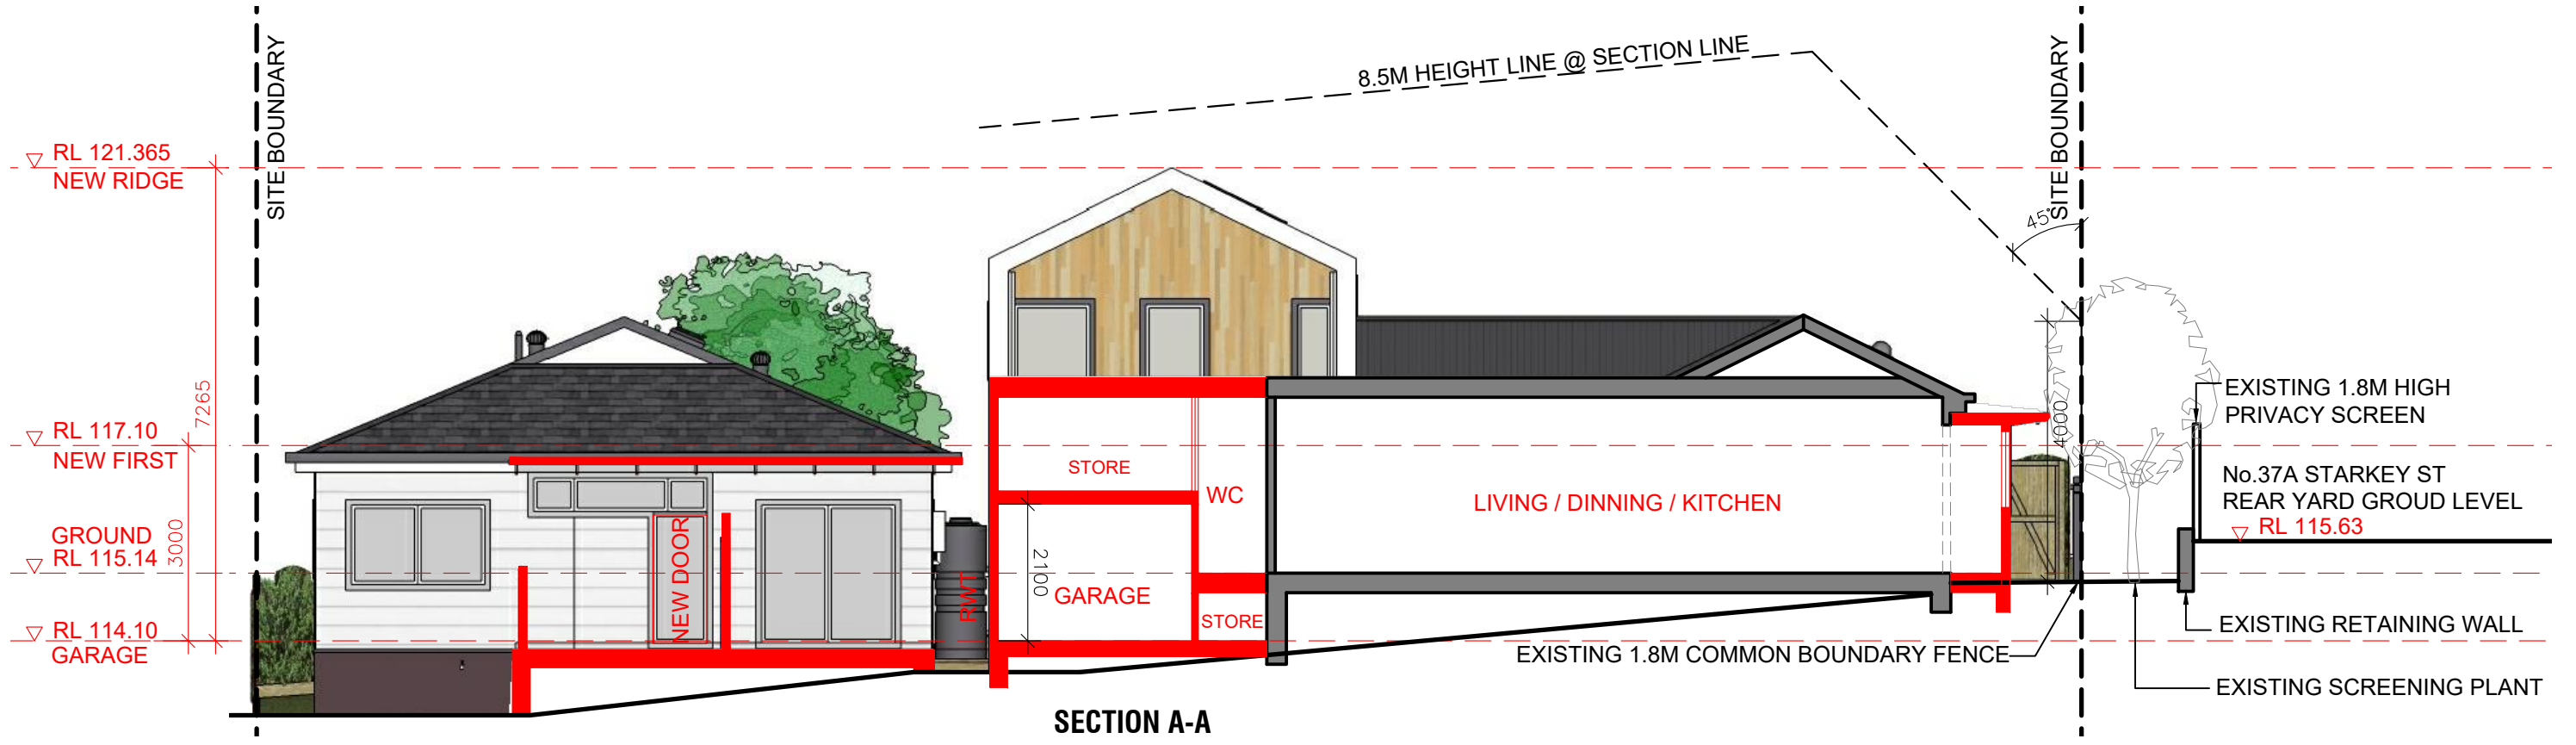 SITE BOUNDARY
8.5M HEIGHT LINE @ SECTION LINE
SITE BOUNDARY
45°
RL 121.365
NEW RIDGE
7265
RL 117.10
NEW FIRST
3000
GROUND
RL 115.14
RL 114.10
GARAGE
NEW DOOR
RWT
STORE
WC
2100
GARAGE
STORE
LIVING / DINNING / KITCHEN
4000
EXISTING 1.8M HIGH
PRIVACY SCREEN
No.37A STARKEY ST
REAR YARD GROUD LEVEL
RL 115.63
EXISTING RETAINING WALL
EXISTING 1.8M COMMON BOUNDARY FENCE
EXISTING SCREENING PLANT
SECTION A-A